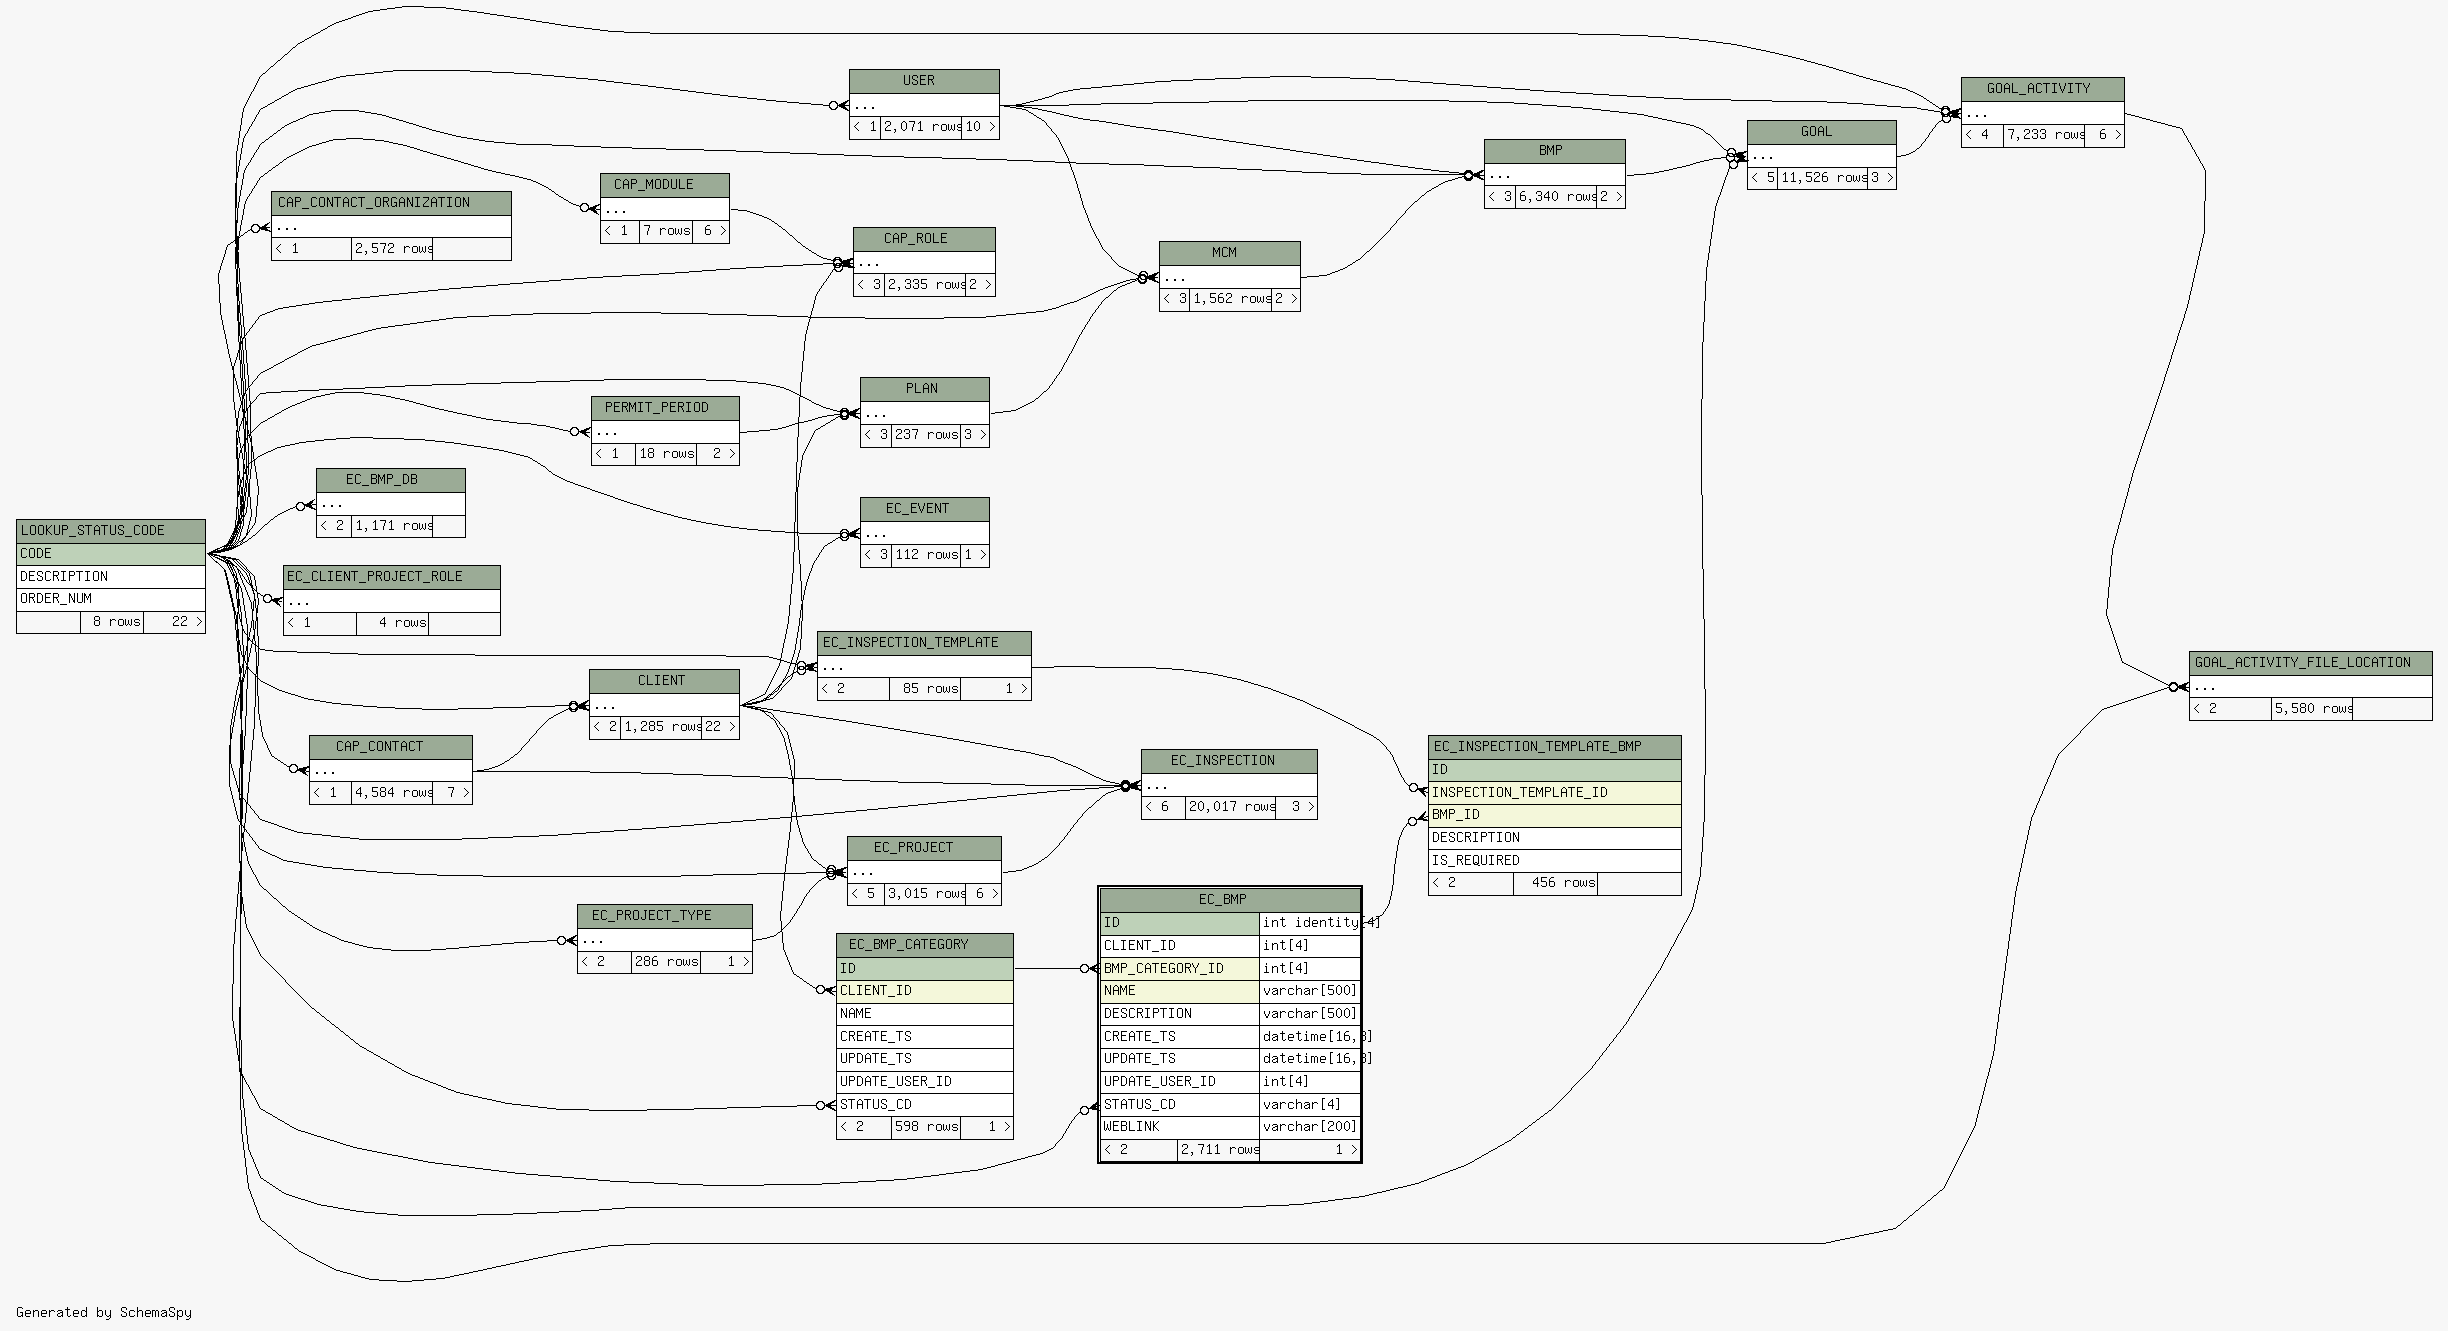 USER
...
< 1 2,071 rows 10 >
GOAL_ACTIVITY
...
< 4 7,233 rows 6 >
GOAL
...
< 5 11,526 rows 3 >
BMP
...
< 3 6,340 rows 2 >
CAP_MODULE
...
< 1 7 rows 6 >
CAP_CONTACT_ORGANIZATION
...
< 1 2,572 rows
CAP_ROLE
...
< 3 2,335 rows 2 >
MCM
...
< 3 1,562 rows 2 >
PLAN
...
< 3 237 rows 3 >
PERMIT_PERIOD
...
< 1 18 rows 2 >
EC_BMP_DB
...
< 2 1,171 rows
EC_EVENT
...
< 3 112 rows 1 >
LOOKUP_STATUS_CODE
CODE
DESCRIPTION
ORDER_NUM
8 rows 22 >
EC_CLIENT_PROJECT_ROLE
...
< 1 4 rows
EC_INSPECTION_TEMPLATE
...
< 2 85 rows 1 >
CLIENT
...
< 2 1,285 rows 22 >
GOAL_ACTIVITY_FILE_LOCATION
...
< 2 5,580 rows
CAP_CONTACT
...
< 1 4,584 rows 7 >
EC_INSPECTION
...
< 6 20,017 rows 3 >
EC_INSPECTION_TEMPLATE_BMP
ID
INSPECTION_TEMPLATE_ID
BMP_ID
DESCRIPTION
IS_REQUIRED
< 2 456 rows
EC_PROJECT
...
< 5 3,015 rows 6 >
EC_PROJECT_TYPE
...
< 2 286 rows 1 >
EC_BMP_CATEGORY
ID
CLIENT_ID
NAME
CREATE_TS
UPDATE_TS
UPDATE_USER_ID
STATUS_CD
< 2 598 rows 1 >
EC_BMP
ID int identity[4]
CLIENT_ID int[4]
BMP_CATEGORY_ID int[4]
NAME varchar[500]
DESCRIPTION varchar[500]
CREATE_TS datetime[16,3]
UPDATE_TS datetime[16,3]
UPDATE_USER_ID int[4]
STATUS_CD varchar[4]
WEBLINK varchar[200]
< 2 2,711 rows 1 >
Generated by SchemaSpy